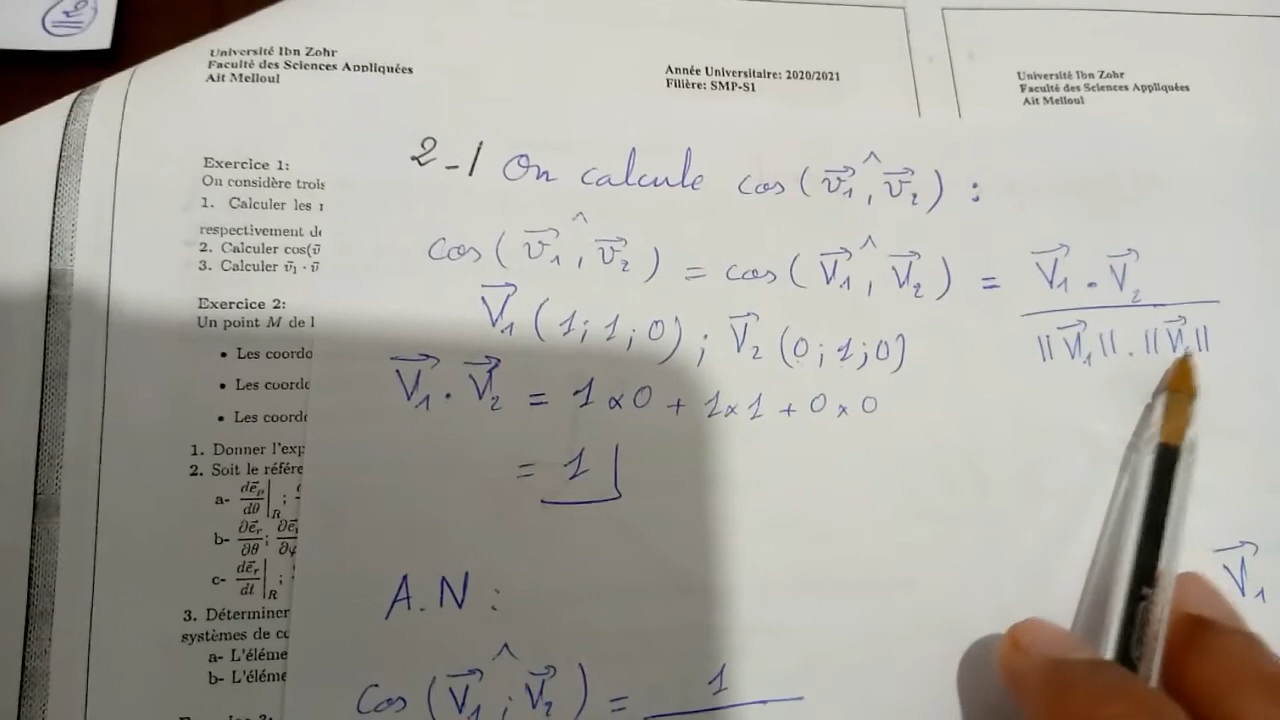 Université Ibn Zohr
Faculté des Sciences Appliquées
Ait Melloul
Année Universitaire: 2020/2021
Filière: SMP-S1
Université Ibn Zohr
Faculté des Sciences Appliquées
Ait Melloul
Exercice 1:
On considère trois
1. Calculer les
respectivement
2. Calculer cos(v⃗
3. Calculer v⃗₁ · v⃗
Exercice 2:
Un point M de l
• Les coordo
• Les coordo
• Les coordo
1. Donner l'exp
2. Soit le référe
a- de⃗ρ/dθ|R ;
b- ∂e⃗r/∂θ ; ∂e⃗
c- de⃗r/dt|R ;
3. Déterminer
systèmes de co
a- L'éléme
b- L'éléme
2-1 On calcule cos(v⃗₁ ^, v⃗₂) :
cos(v⃗₁ ^, v⃗₂) = cos(V⃗₁ ^, V⃗₂) = V⃗₁ . V⃗₂ / ||V⃗₁|| . ||V⃗₂||
V⃗₁ (1; 1; 0) ; V⃗₂ (0; 1; 0)
V⃗₁ . V⃗₂ = 1×0 + 1×1 + 0×0
= 1
V⃗₁
A.N :
Cos(V⃗₁ ^; V⃗₂) = 1